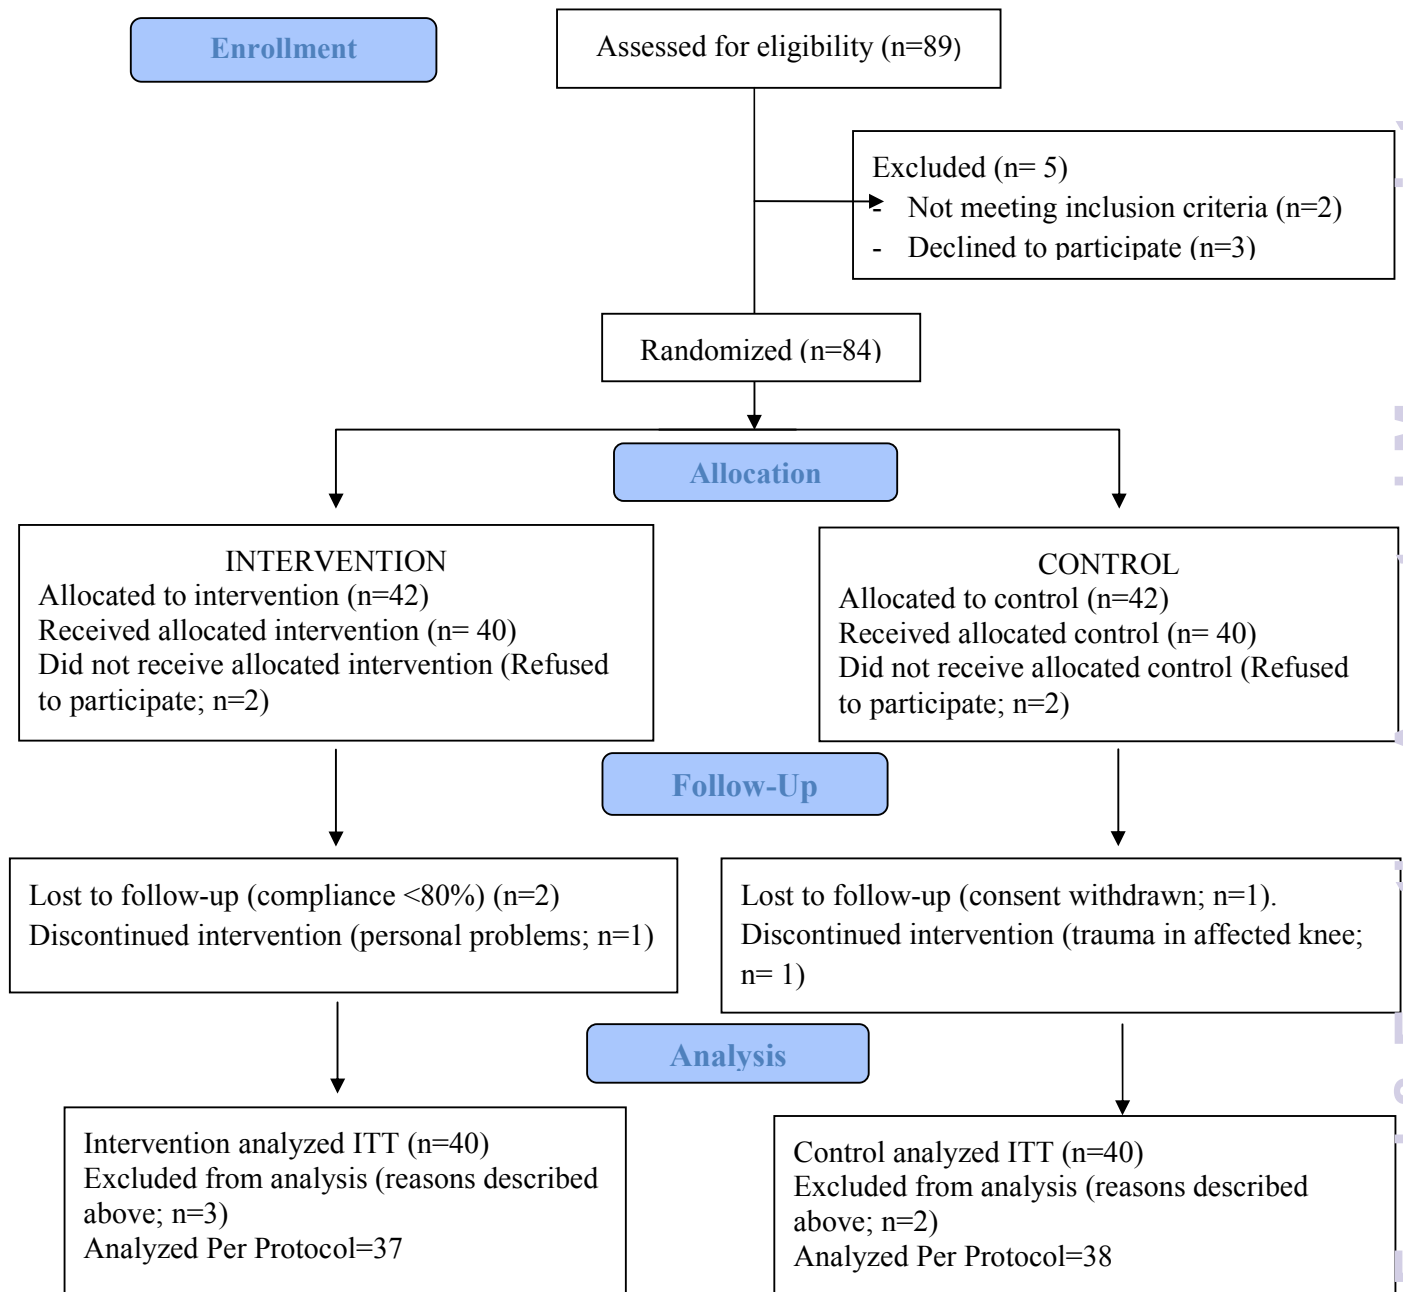 Enrollment
Assessed for eligibility (n=89)
Excluded (n= 5)
- Not meeting inclusion criteria (n=2)
- Declined to participate (n=3)
Randomized (n=84)
Allocation
INTERVENTION
Allocated to intervention (n=42)
Received allocated intervention (n= 40)
Did not receive allocated intervention (Refused
to participate; n=2)
CONTROL
Allocated to control (n=42)
Received allocated control (n= 40)
Did not receive allocated control (Refused
to participate; n=2)
Follow-Up
Lost to follow-up (compliance <80%) (n=2)
Discontinued intervention (personal problems; n=1)
Lost to follow-up (consent withdrawn; n=1).
Discontinued intervention (trauma in affected knee;
n= 1)
Analysis
Intervention analyzed ITT (n=40)
Excluded from analysis (reasons described
above; n=3)
Analyzed Per Protocol=37
Control analyzed ITT (n=40)
Excluded from analysis (reasons described
above; n=2)
Analyzed Per Protocol=38